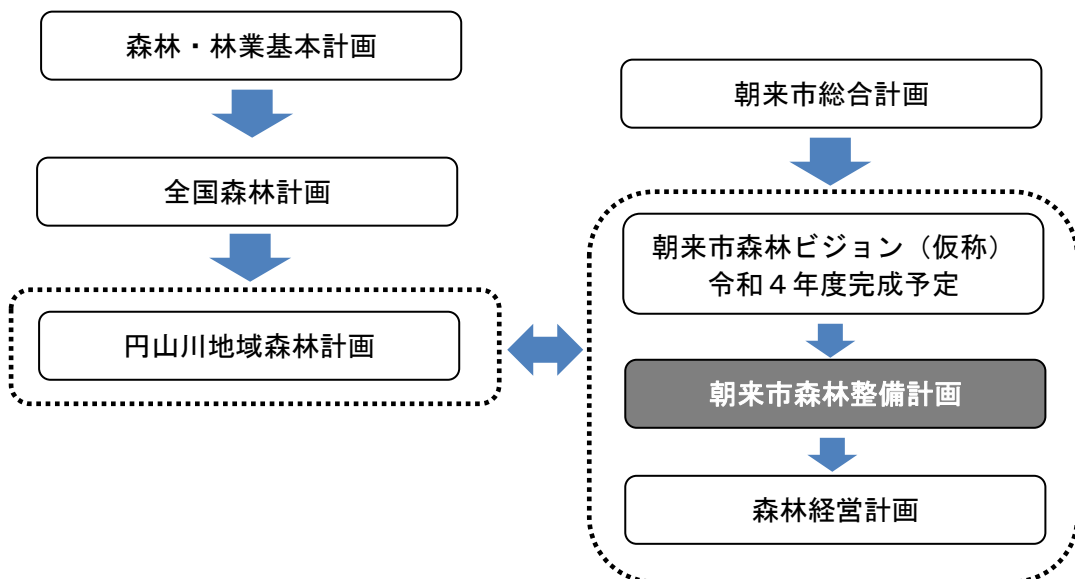 森林・林業基本計画
全国森林計画
円山川地域森林計画
朝来市総合計画
朝来市森林ビジョン（仮称）
令和４年度完成予定
朝来市森林整備計画
森林経営計画